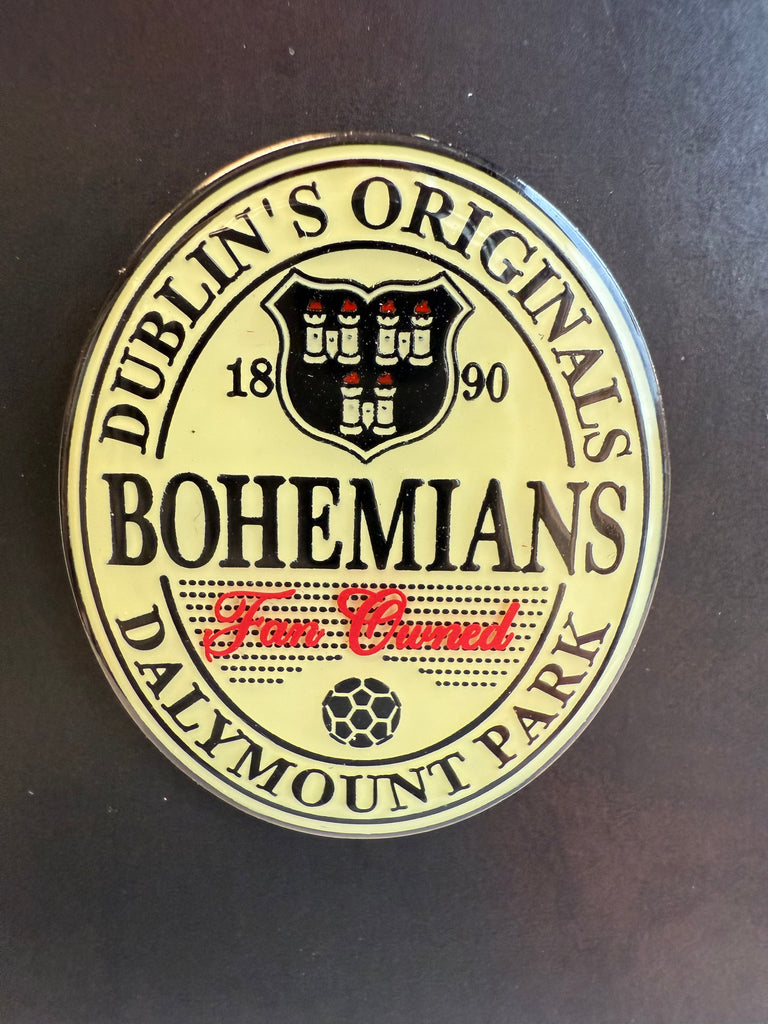 DUBLIN'S ORIGINALS
18 90
BOHEMIANS
Fan Owned
DALYMOUNT PARK